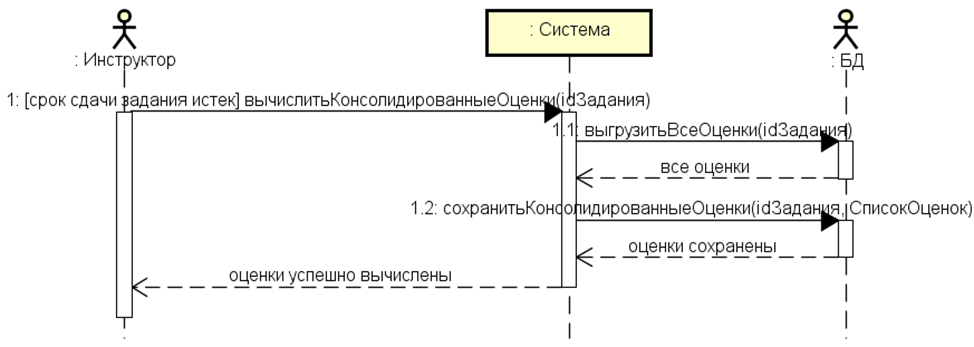 : Инструктор
: Система
: БД
1: [срок сдачи задания истек] вычислитьКонсолидированныеОценки(idЗадания)
1.1: выгрузитьВсеОценки(idЗадания)
все оценки
1.2: сохранитьКонсолидированныеОценки(idЗадания, СписокОценок)
оценки сохранены
оценки успешно вычислены